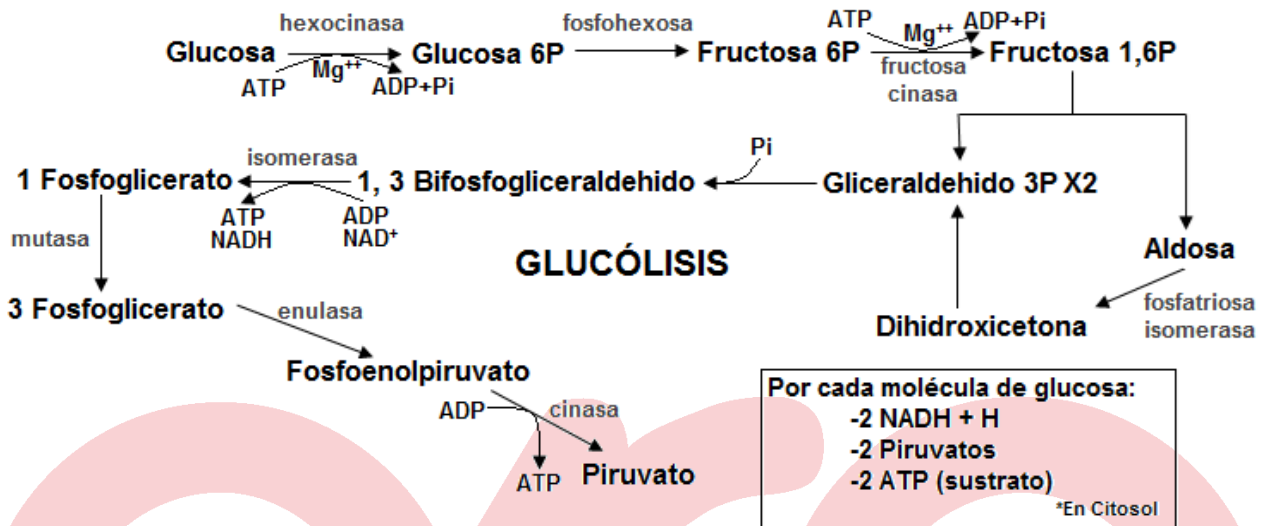 hexocinasa
fosfohexosa
ATP
Mg⁺⁺
ADP+Pi
Glucosa
Glucosa 6P
Fructosa 6P
Fructosa 1,6P
Mg⁺⁺
ATP
ADP+Pi
fructosa
cinasa
Pi
isomerasa
1 Fosfoglicerato
1, 3 Bifosfogliceraldehido
Gliceraldehido 3P X2
ATP
NADH
ADP
NAD⁺
mutasa
GLUCÓLISIS
Aldosa
3 Fosfoglicerato
enulasa
Dihidroxicetona
fosfatriosa
isomerasa
Fosfoenolpiruvato
ADP
cinasa
ATP
Piruvato
Por cada molécula de glucosa:
-2 NADH + H
-2 Piruvatos
-2 ATP (sustrato)
*En Citosol